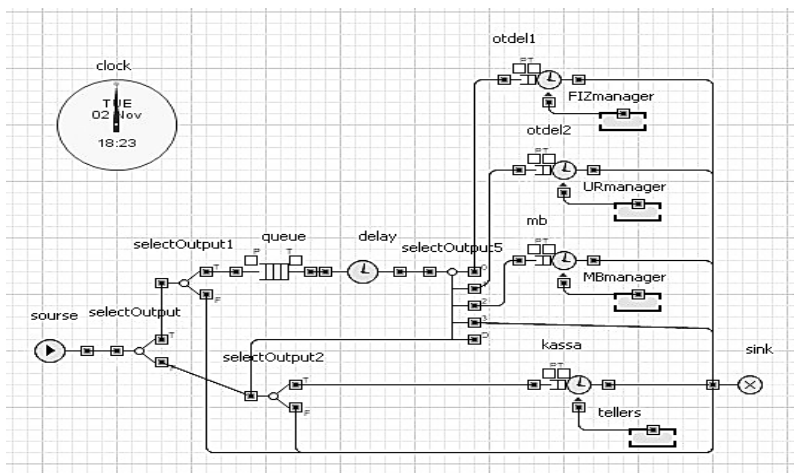 otdel1
clock
FIZmanager
TUE
02 Nov
18:23
otdel2
URmanager
mb
queue
delay
selectOutput1
selectOutput5
MBmanager
sourse
selectOutput
kassa
sink
selectOutput2
tellers